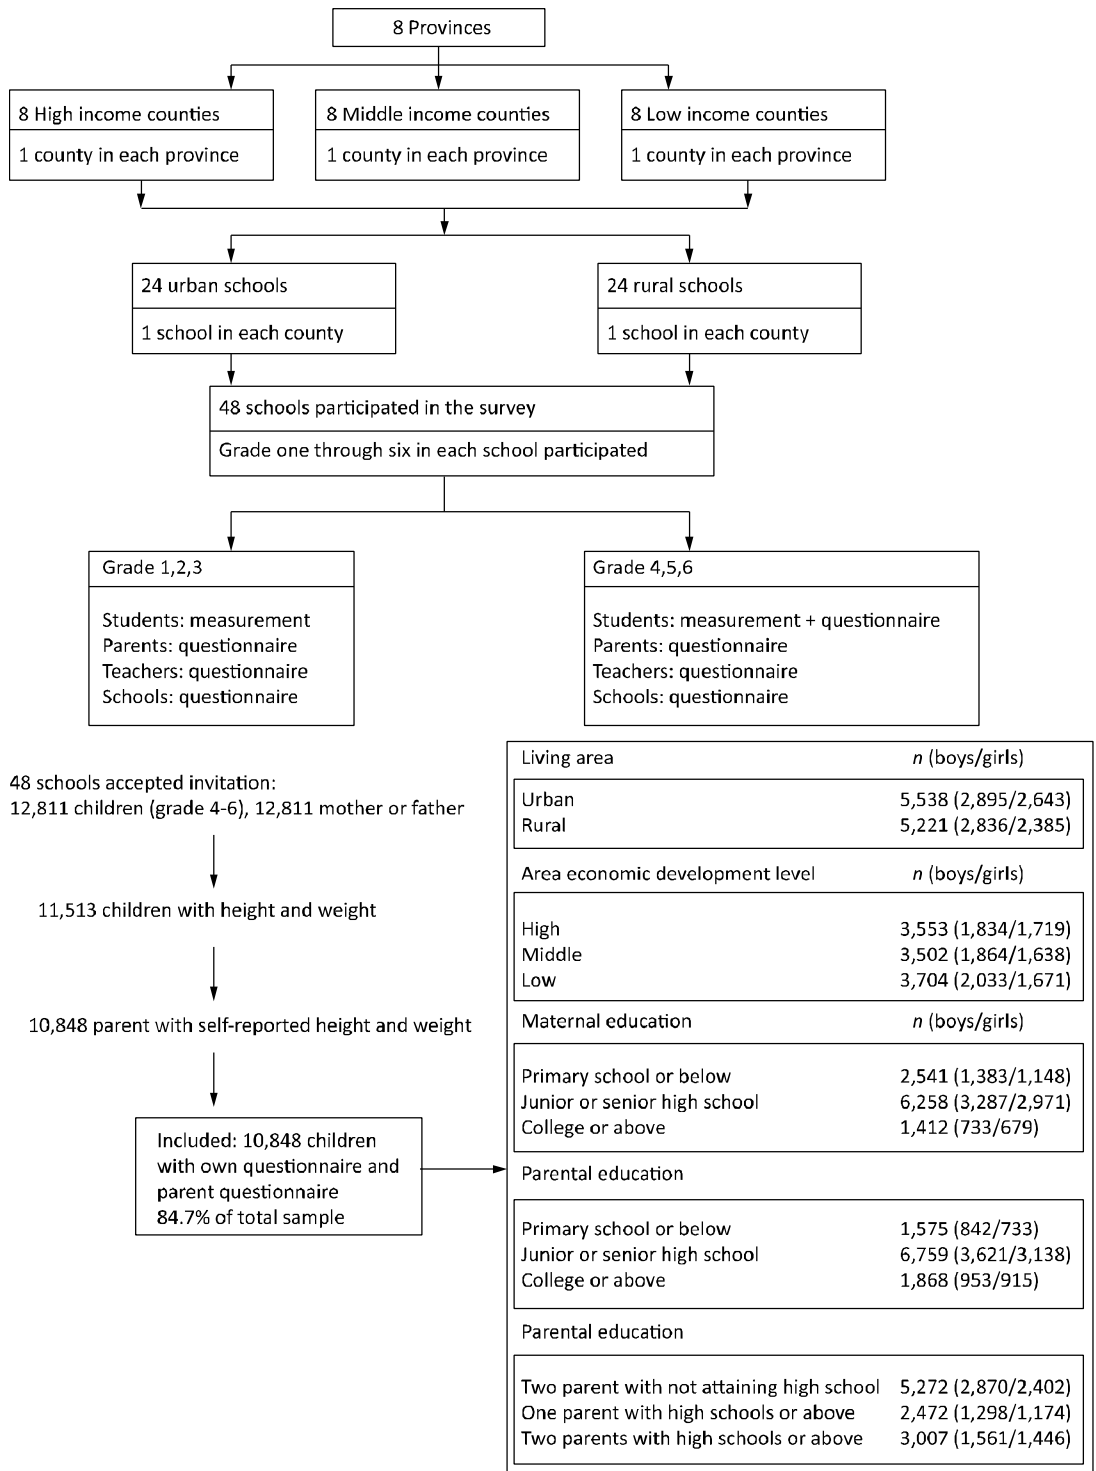 8 Provinces
8 High income counties
1 county in each province
8 Middle income counties
1 county in each province
8 Low income counties
1 county in each province
24 urban schools
1 school in each county
24 rural schools
1 school in each county
48 schools participated in the survey
Grade one through six in each school participated
Grade 1,2,3
Students: measurement
Parents: questionnaire
Teachers: questionnaire
Schools: questionnaire
Grade 4,5,6
Students: measurement + questionnaire
Parents: questionnaire
Teachers: questionnaire
Schools: questionnaire
48 schools accepted invitation:
12,811 children (grade 4-6), 12,811 mother or father
11,513 children with height and weight
10,848 parent with self-reported height and weight
Included: 10,848 children
with own questionnaire and
parent questionnaire
84.7% of total sample
Living area n (boys/girls)
Urban 5,538 (2,895/2,643)
Rural 5,221 (2,836/2,385)
Area economic development level n (boys/girls)
High 3,553 (1,834/1,719)
Middle 3,502 (1,864/1,638)
Low 3,704 (2,033/1,671)
Maternal education n (boys/girls)
Primary school or below 2,541 (1,383/1,148)
Junior or senior high school 6,258 (3,287/2,971)
College or above 1,412 (733/679)
Parental education
Primary school or below 1,575 (842/733)
Junior or senior high school 6,759 (3,621/3,138)
College or above 1,868 (953/915)
Parental education
Two parent with not attaining high school 5,272 (2,870/2,402)
One parent with high schools or above 2,472 (1,298/1,174)
Two parents with high schools or above 3,007 (1,561/1,446)